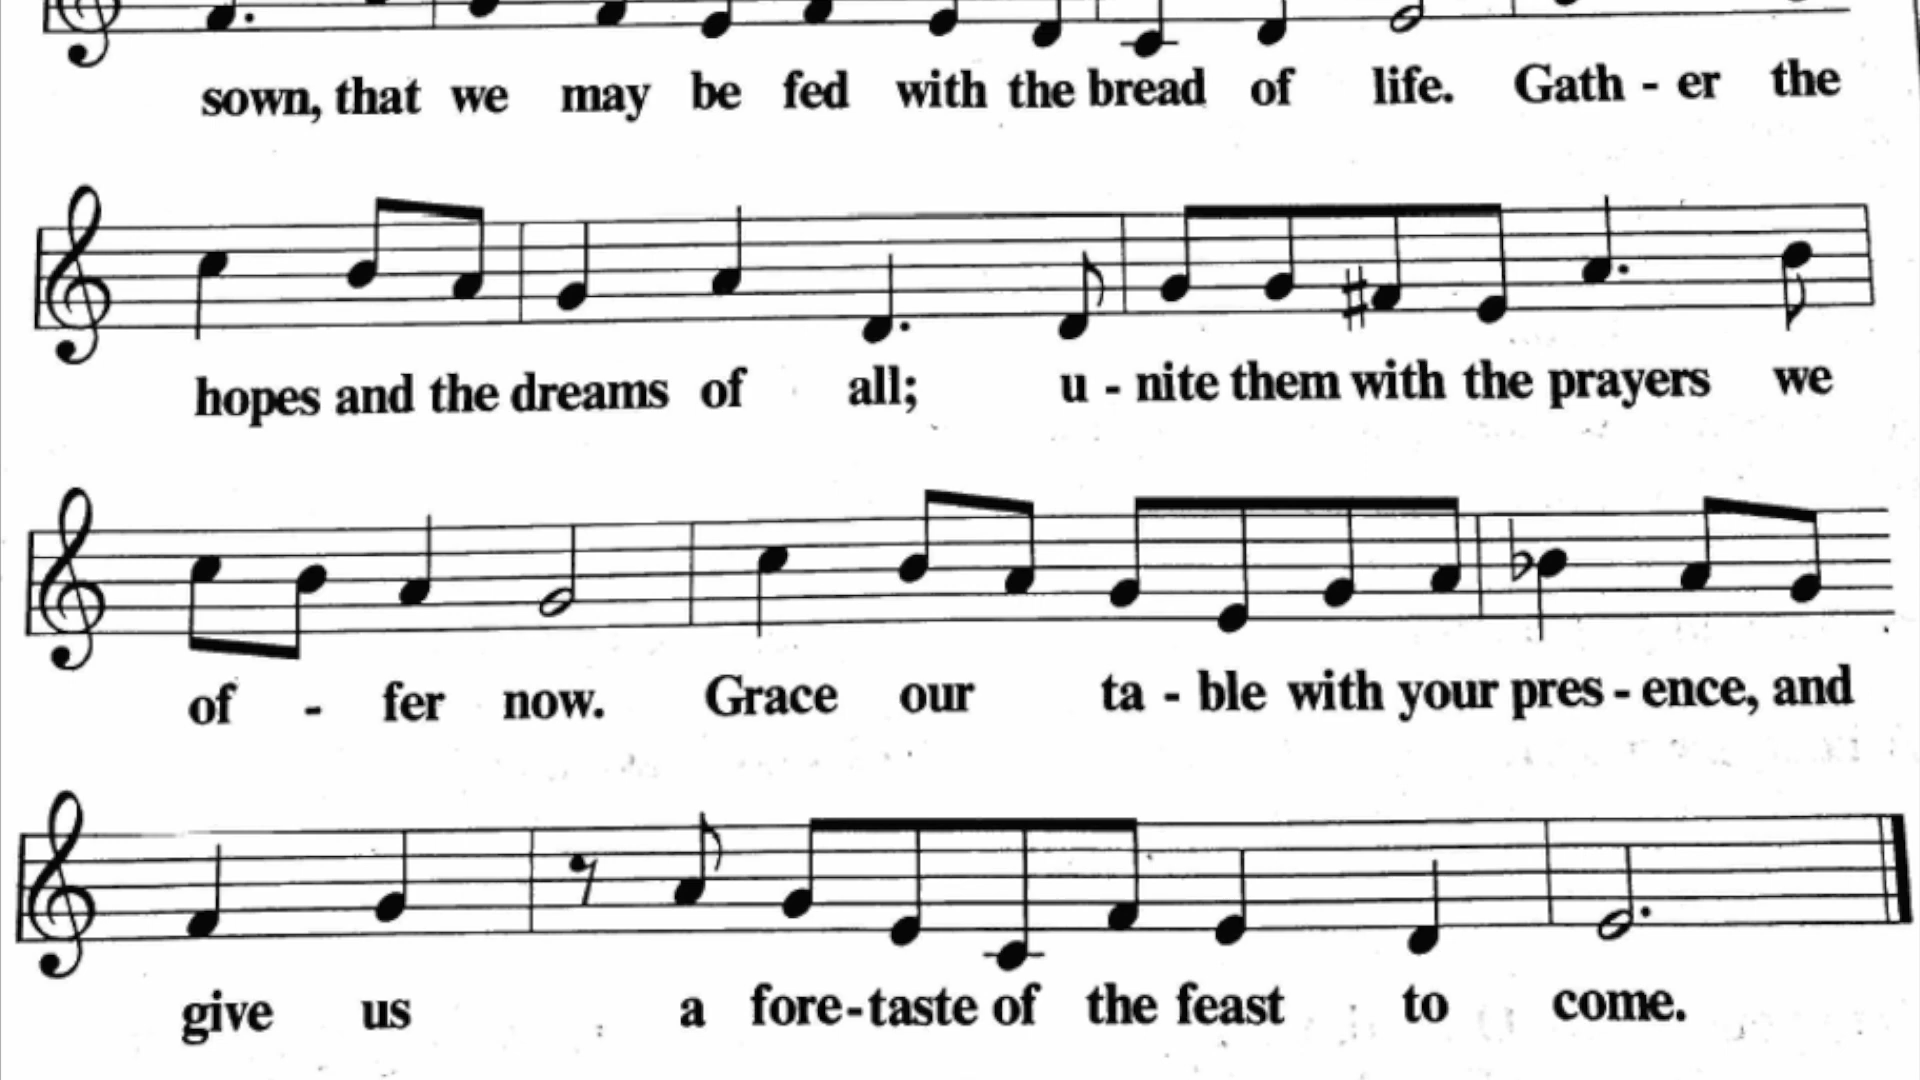 sown, that we may be fed with the bread of life. Gath - er the
hopes and the dreams of all; u - nite them with the prayers we
of - fer now. Grace our ta - ble with your pres - ence, and
give us a fore - taste of the feast to come.